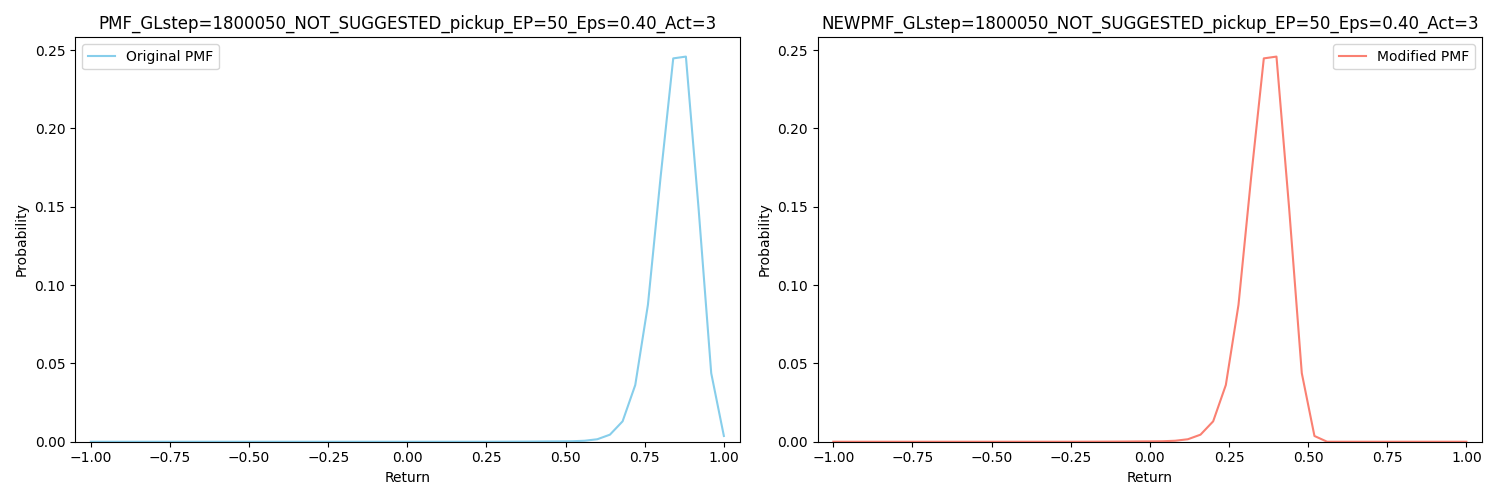 PMF_GLstep=1800050_NOT_SUGGESTED_pickup_EP=50_Eps=0.40_Act=3
Original PMF
0.25
0.20
0.15
0.10
0.05
0.00
Probability
−1.00 −0.75 −0.50 −0.25 0.00 0.25 0.50 0.75 1.00
Return
NEWPMF_GLstep=1800050_NOT_SUGGESTED_pickup_EP=50_Eps=0.40_Act=3
Modified PMF
0.25
0.20
0.15
0.10
0.05
0.00
Probability
−1.00 −0.75 −0.50 −0.25 0.00 0.25 0.50 0.75 1.00
Return